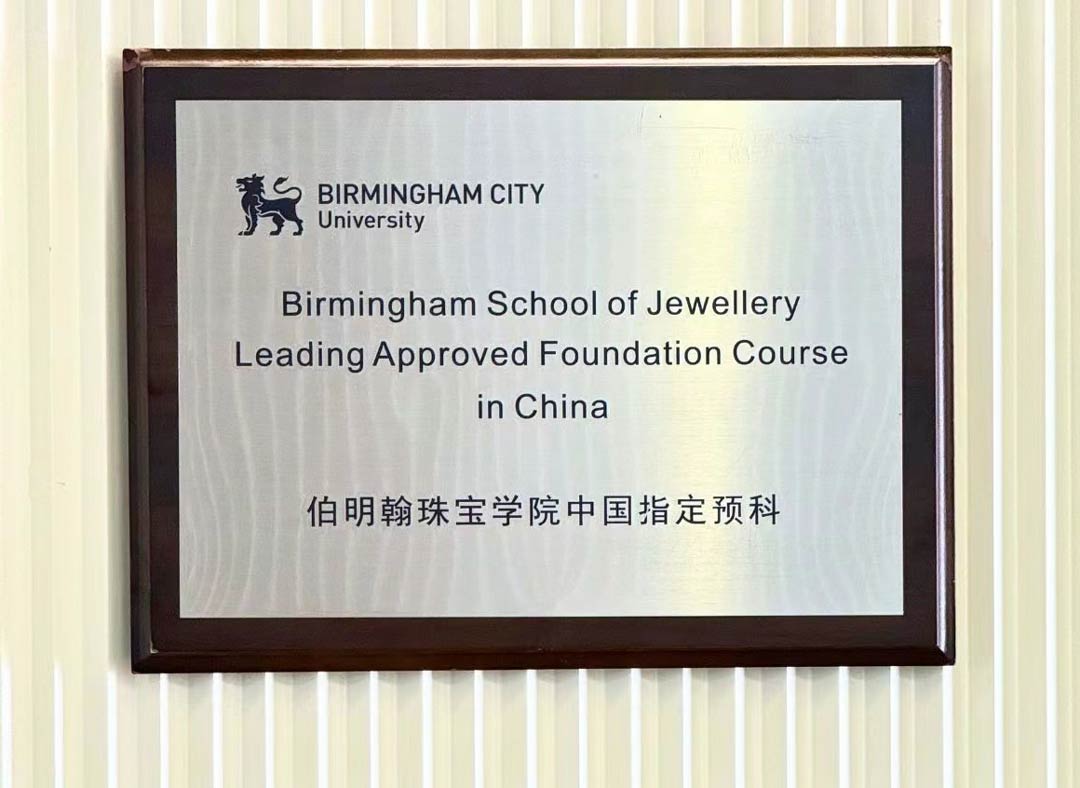 BIRMINGHAM CITY
University
Birmingham School of Jewellery
Leading Approved Foundation Course
in China
伯明翰珠宝学院中国指定预科